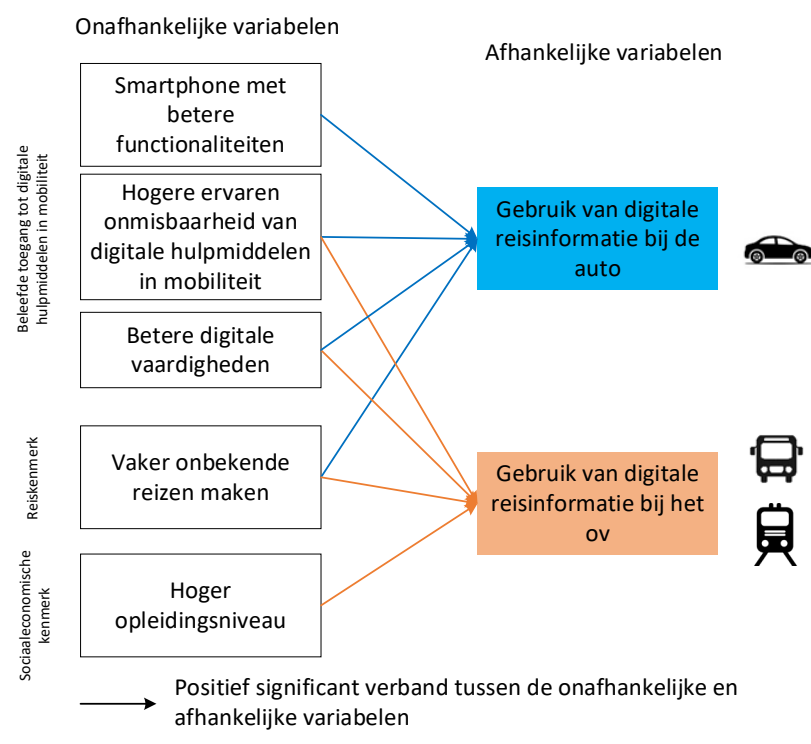 Onafhankelijke variabelen
Afhankelijke variabelen
Beleefde toegang tot digitale
hulpmiddelen in mobiliteit
Smartphone met
betere
functionaliteiten
Hogere ervaren
onmisbaarheid van
digitale hulpmiddelen
in mobiliteit
Betere digitale
vaardigheden
Reiskenmerk
Vaker onbekende
reizen maken
Sociaaleconomische
kenmerk
Hoger
opleidingsniveau
Gebruik van digitale
reisinformatie bij de
auto
Gebruik van digitale
reisinformatie bij het
ov
Positief significant verband tussen de onafhankelijke en
afhankelijke variabelen